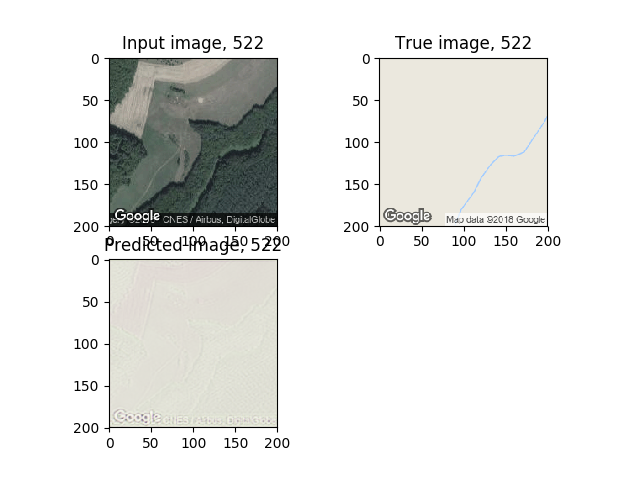 Input image, 522
True image, 522
0
50
100
150
200
Google
CNES / Airbus, DigitalGlobe
0 50 100 150 200
0
50
100
150
200
Google
Map data ©2018 Google
0 50 100 150 200
Predicted image, 522
0
50
100
150
200
Google
0 50 100 150 200